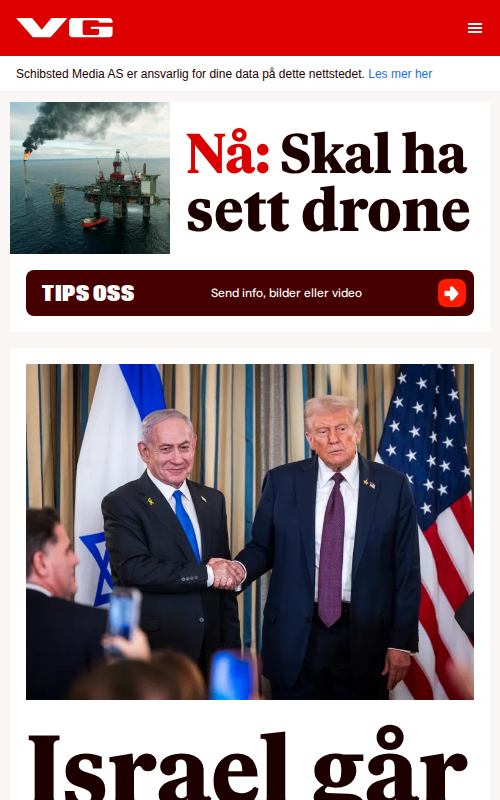 VG
Schibsted Media AS er ansvarlig for dine data på dette nettstedet. Les mer her
Nå: Skal ha
sett drone
TIPS OSS
Send info, bilder eller video
Israel går